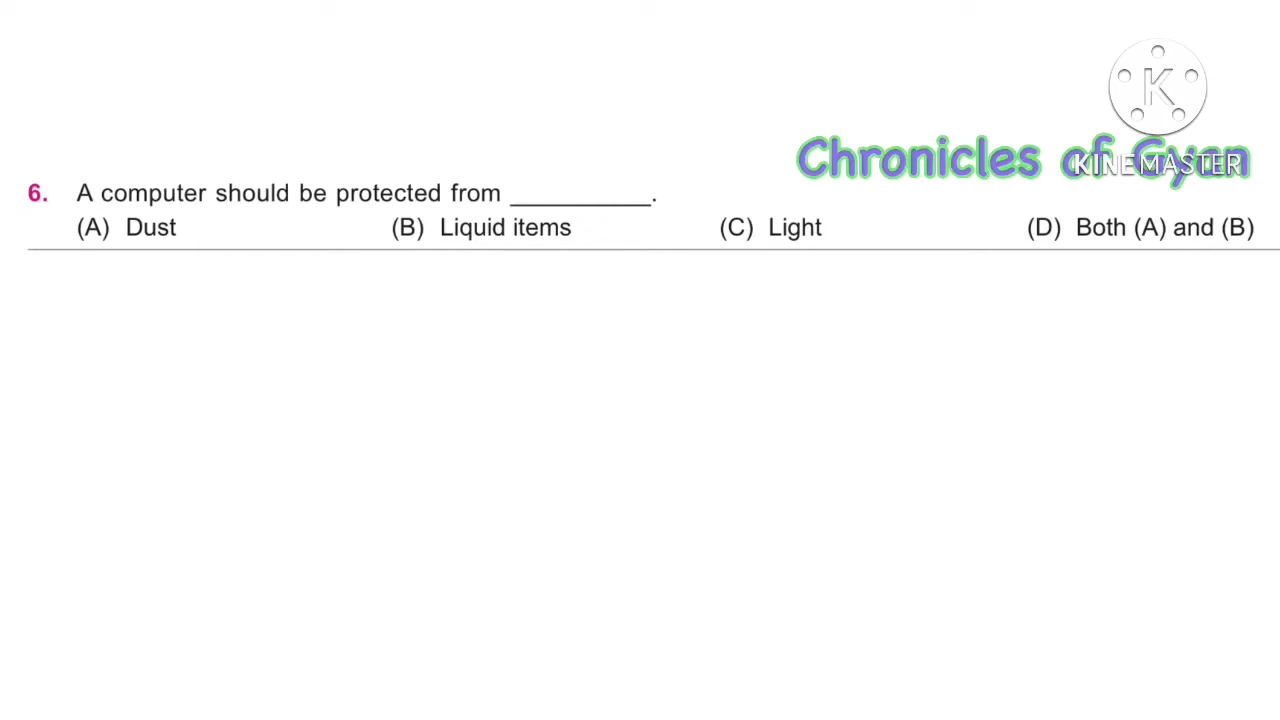 K
Chronicles of Gyan
KINEMASTER
6. A computer should be protected from ___________.
(A) Dust (B) Liquid items (C) Light (D) Both (A) and (B)